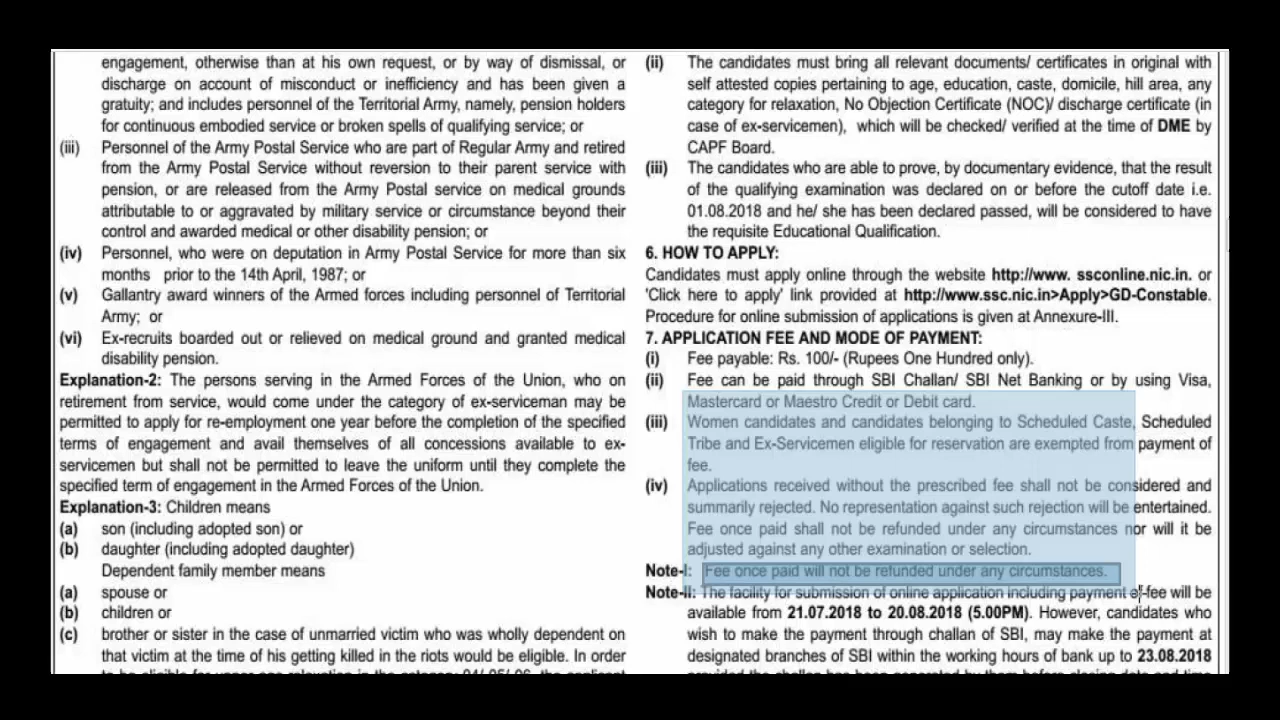 engagement, otherwise than at his own request, or by way of dismissal, or
discharge on account of misconduct or inefficiency and has been given a
gratuity; and includes personnel of the Territorial Army, namely, pension holders
for continuous embodied service or broken spells of qualifying service; or
(iii) Personnel of the Army Postal Service who are part of Regular Army and retired
from the Army Postal Service without reversion to their parent service with
pension, or are released from the Army Postal service on medical grounds
attributable to or aggravated by military service or circumstance beyond their
control and awarded medical or other disability pension; or
(iv) Personnel, who were on deputation in Army Postal Service for more than six
months prior to the 14th April, 1987; or
(v) Gallantry award winners of the Armed forces including personnel of Territorial
Army; or
(vi) Ex-recruits boarded out or relieved on medical ground and granted medical
disability pension.
Explanation-2: The persons serving in the Armed Forces of the Union, who on
retirement from service, would come under the category of ex-serviceman may be
permitted to apply for re-employment one year before the completion of the specified
terms of engagement and avail themselves of all concessions available to ex-
servicemen but shall not be permitted to leave the uniform until they complete the
specified term of engagement in the Armed Forces of the Union.
Explanation-3: Children means
(a) son (including adopted son) or
(b) daughter (including adopted daughter)
Dependent family member means
(a) spouse or
(b) children or
(c) brother or sister in the case of unmarried victim who was wholly dependent on
that victim at the time of his getting killed in the riots would be eligible. In order
(ii) The candidates must bring all relevant documents/ certificates in original with
self attested copies pertaining to age, education, caste, domicile, hill area, any
category for relaxation, No Objection Certificate (NOC)/ discharge certificate (in
case of ex-servicemen), which will be checked/ verified at the time of DME by
CAPF Board.
(iii) The candidates who are able to prove, by documentary evidence, that the result
of the qualifying examination was declared on or before the cutoff date i.e.
01.08.2018 and he/ she has been declared passed, will be considered to have
the requisite Educational Qualification.
6. HOW TO APPLY:
Candidates must apply online through the website http://www. ssconline.nic.in. or
'Click here to apply' link provided at http://www.ssc.nic.in>Apply>GD-Constable.
Procedure for online submission of applications is given at Annexure-III.
7. APPLICATION FEE AND MODE OF PAYMENT:
(i) Fee payable: Rs. 100/- (Rupees One Hundred only).
(ii) Fee can be paid through SBI Challan/ SBI Net Banking or by using Visa,
Mastercard or Maestro Credit or Debit card.
(iii) Women candidates and candidates belonging to Scheduled Caste, Scheduled
Tribe and Ex-Servicemen eligible for reservation are exempted from payment of
fee.
(iv) Applications received without the prescribed fee shall not be considered and
summarily rejected. No representation against such rejection will be entertained.
Fee once paid shall not be refunded under any circumstances nor will it be
adjusted against any other examination or selection.
Note-I: Fee once paid will not be refunded under any circumstances.
Note-II: The facility for submission of online application including payment of fee will be
available from 21.07.2018 to 20.08.2018 (5.00PM). However, candidates who
wish to make the payment through challan of SBI, may make the payment at
designated branches of SBI within the working hours of bank up to 23.08.2018